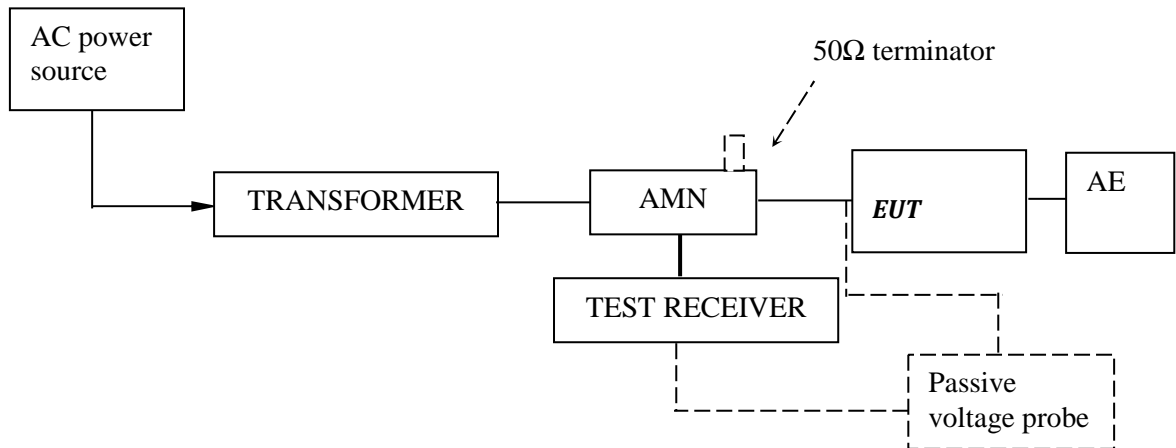 AC power
source
50Ω terminator
TRANSFORMER
AMN
EUT
AE
TEST RECEIVER
Passive
voltage probe